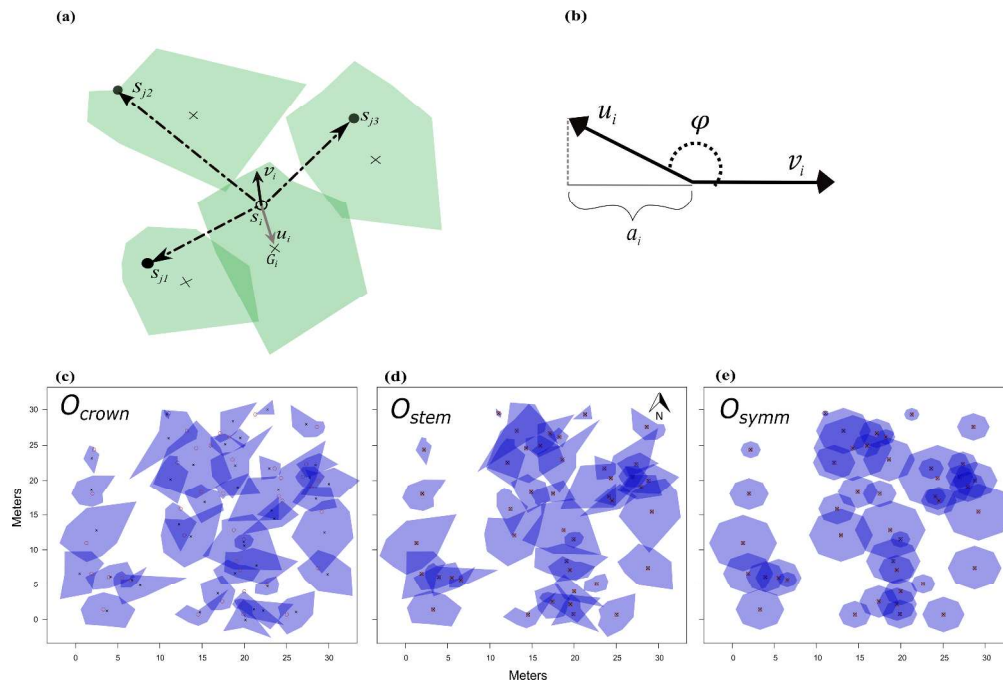 (a)
(b)
s_j2
s_j3
v_i
s_i
u_i
G_i
s_j1
u_i
φ
v_i
a_i
(c)
(d)
(e)
O_crown
O_stem
N
O_symm
Meters
30
25
20
15
10
5
0
0 5 10 15 20 25 30
0 5 10 15 20 25 30
0 5 10 15 20 25 30
Meters